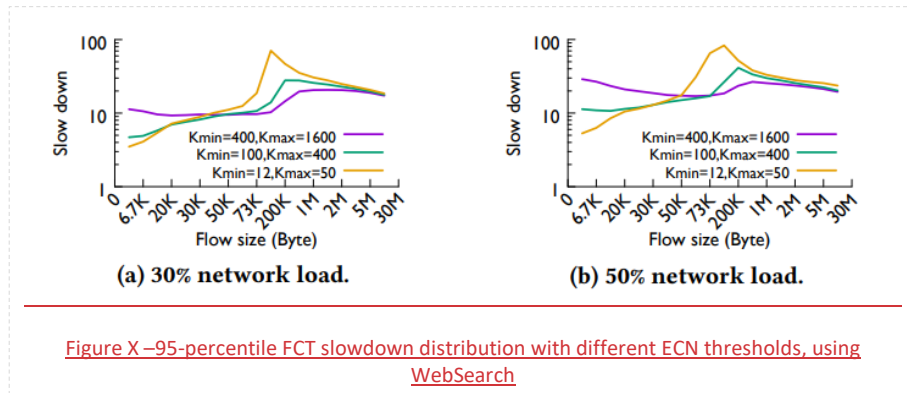 100
10
1
Slow down
Kmin=400,Kmax=1600
Kmin=100,Kmax=400
Kmin=12,Kmax=50
0
6.7K
20K
30K
50K
73K
200K
1M
2M
5M
30M
Flow size (Byte)
(a) 30% network load.
100
10
1
Slow down
Kmin=400,Kmax=1600
Kmin=100,Kmax=400
Kmin=12,Kmax=50
0
6.7K
20K
30K
50K
73K
200K
1M
2M
5M
30M
Flow size (Byte)
(b) 50% network load.
Figure X –95-percentile FCT slowdown distribution with different ECN thresholds, using
WebSearch